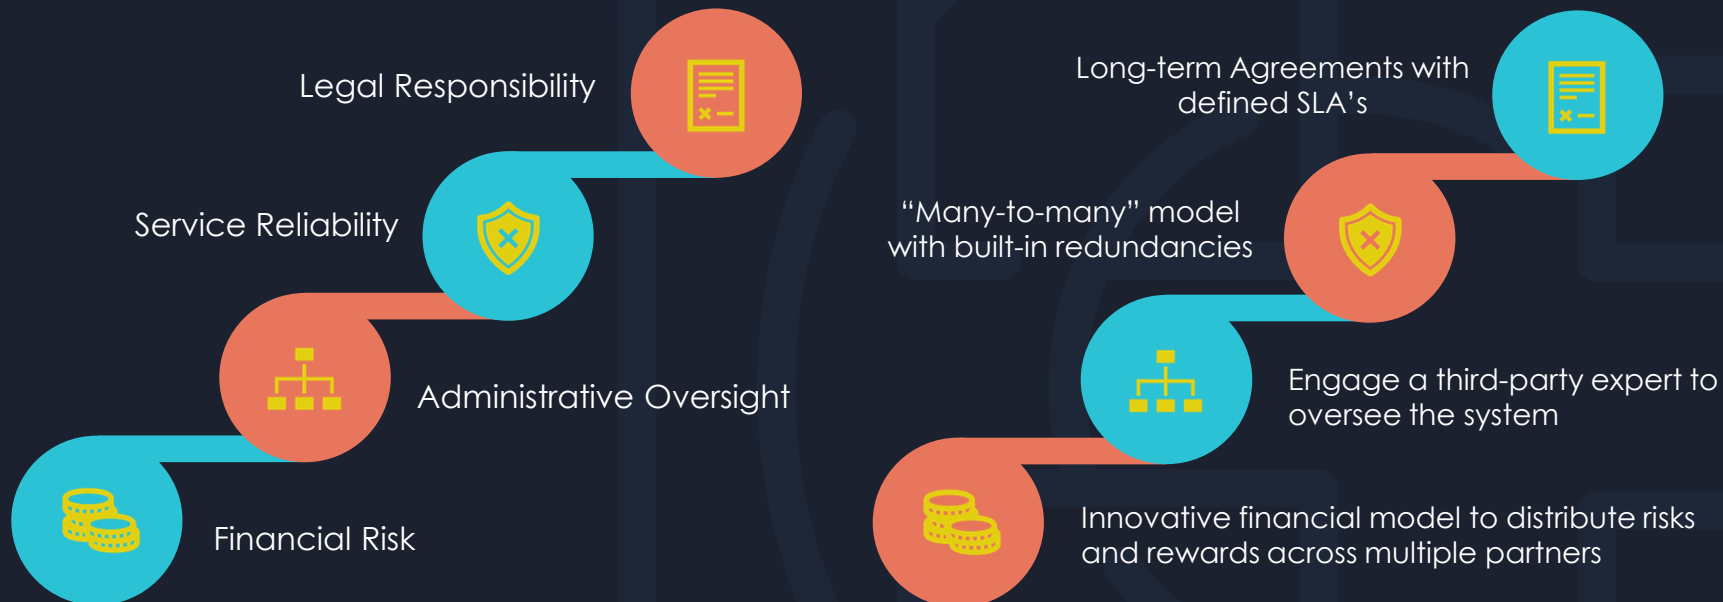 Legal Responsibility
Service Reliability
Administrative Oversight
Financial Risk
Long-term Agreements with
defined SLA’s
“Many-to-many” model
with built-in redundancies
Engage a third-party expert to
oversee the system
Innovative financial model to distribute risks
and rewards across multiple partners